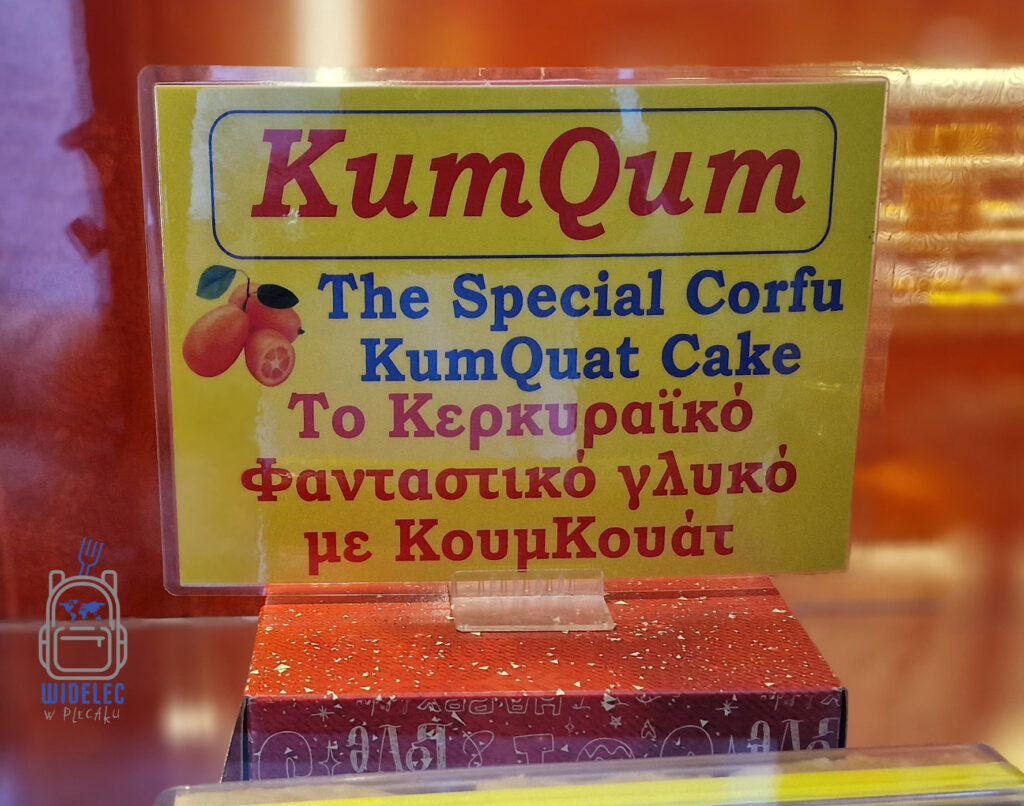 KumQum
The Special Corfu
KumQuat Cake
Το Κερκυραϊκό
Φανταστικό γλυκό
με ΚουμΚουάτ
WIDELEC
w PLECAKu